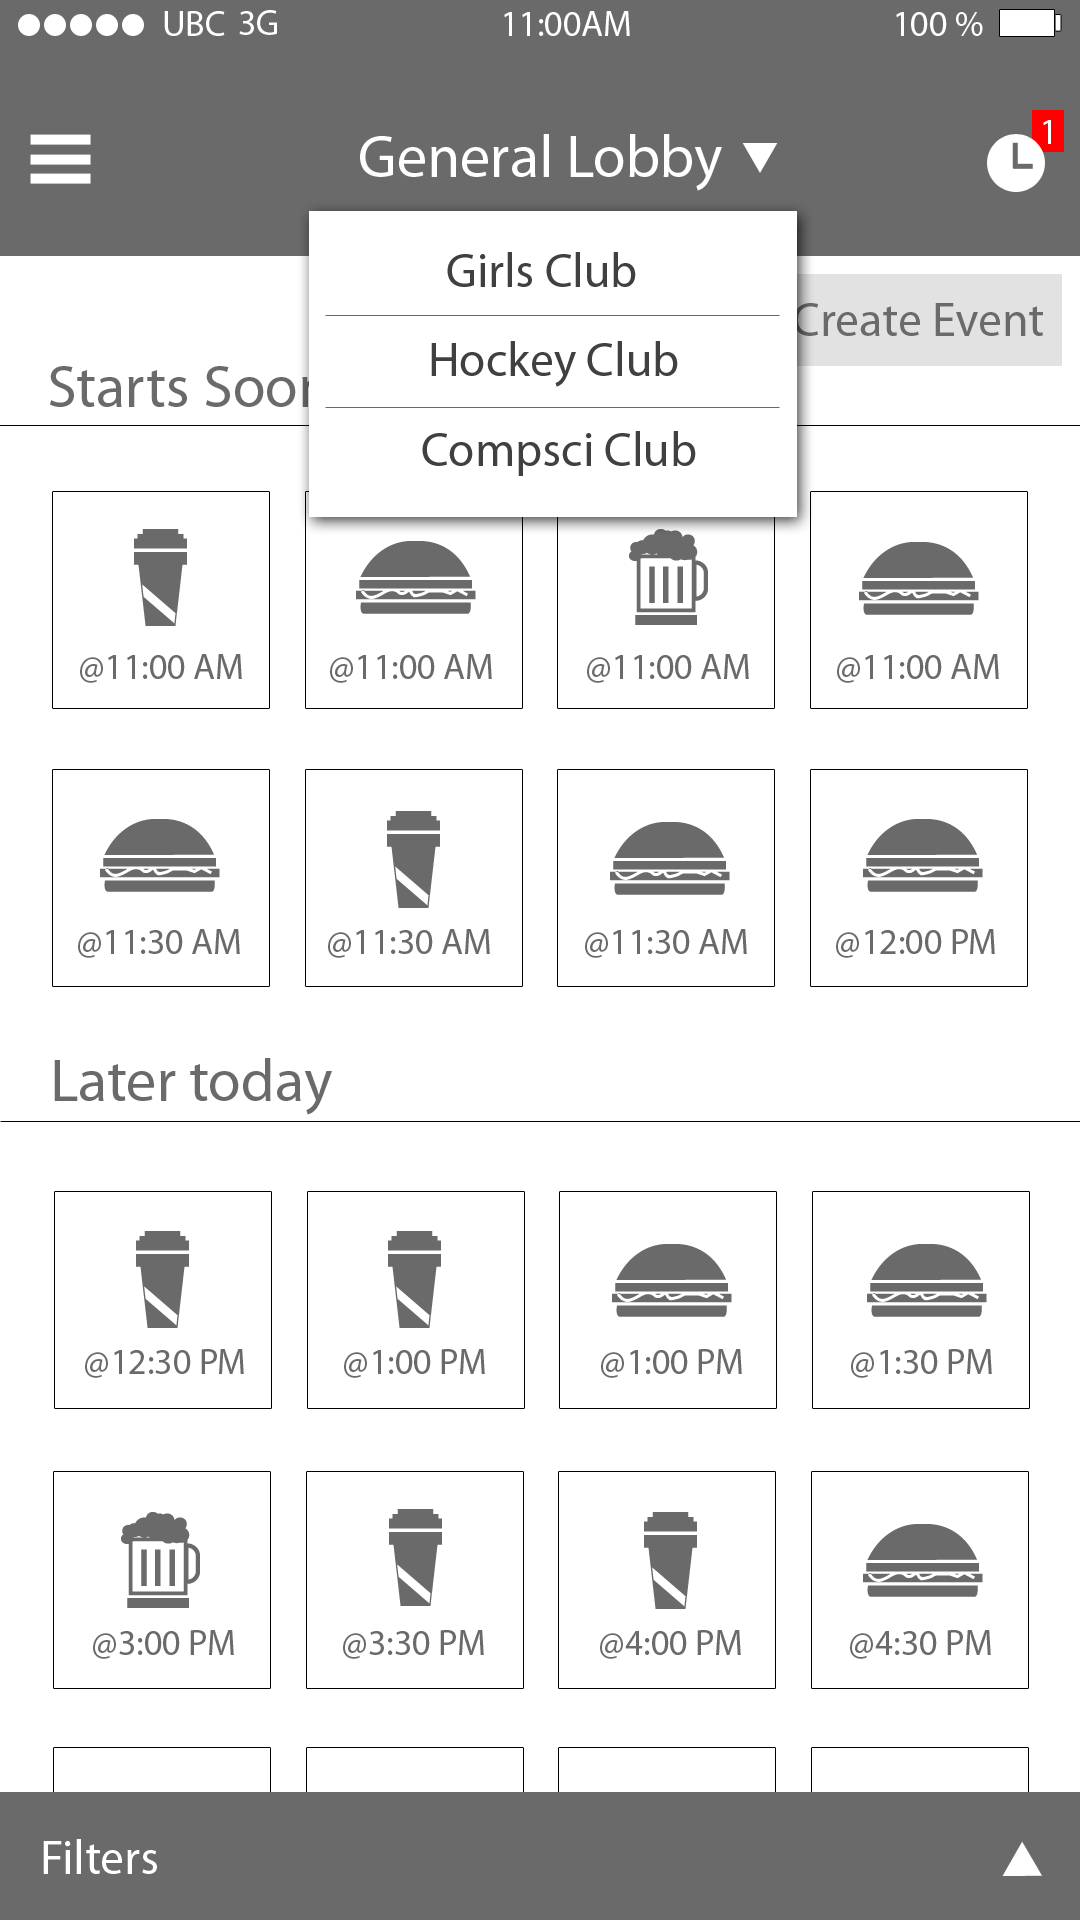 UBC 3G 11:00AM 100 %
General Lobby
1
Girls Club
Hockey Club
Compsci Club
Create Event
Starts Soon
@11:00 AM @11:00 AM @11:00 AM @11:00 AM
@11:30 AM @11:30 AM @11:30 AM @12:00 PM
Later today
@12:30 PM @1:00 PM @1:00 PM @1:30 PM
@3:00 PM @3:30 PM @4:00 PM @4:30 PM
Filters